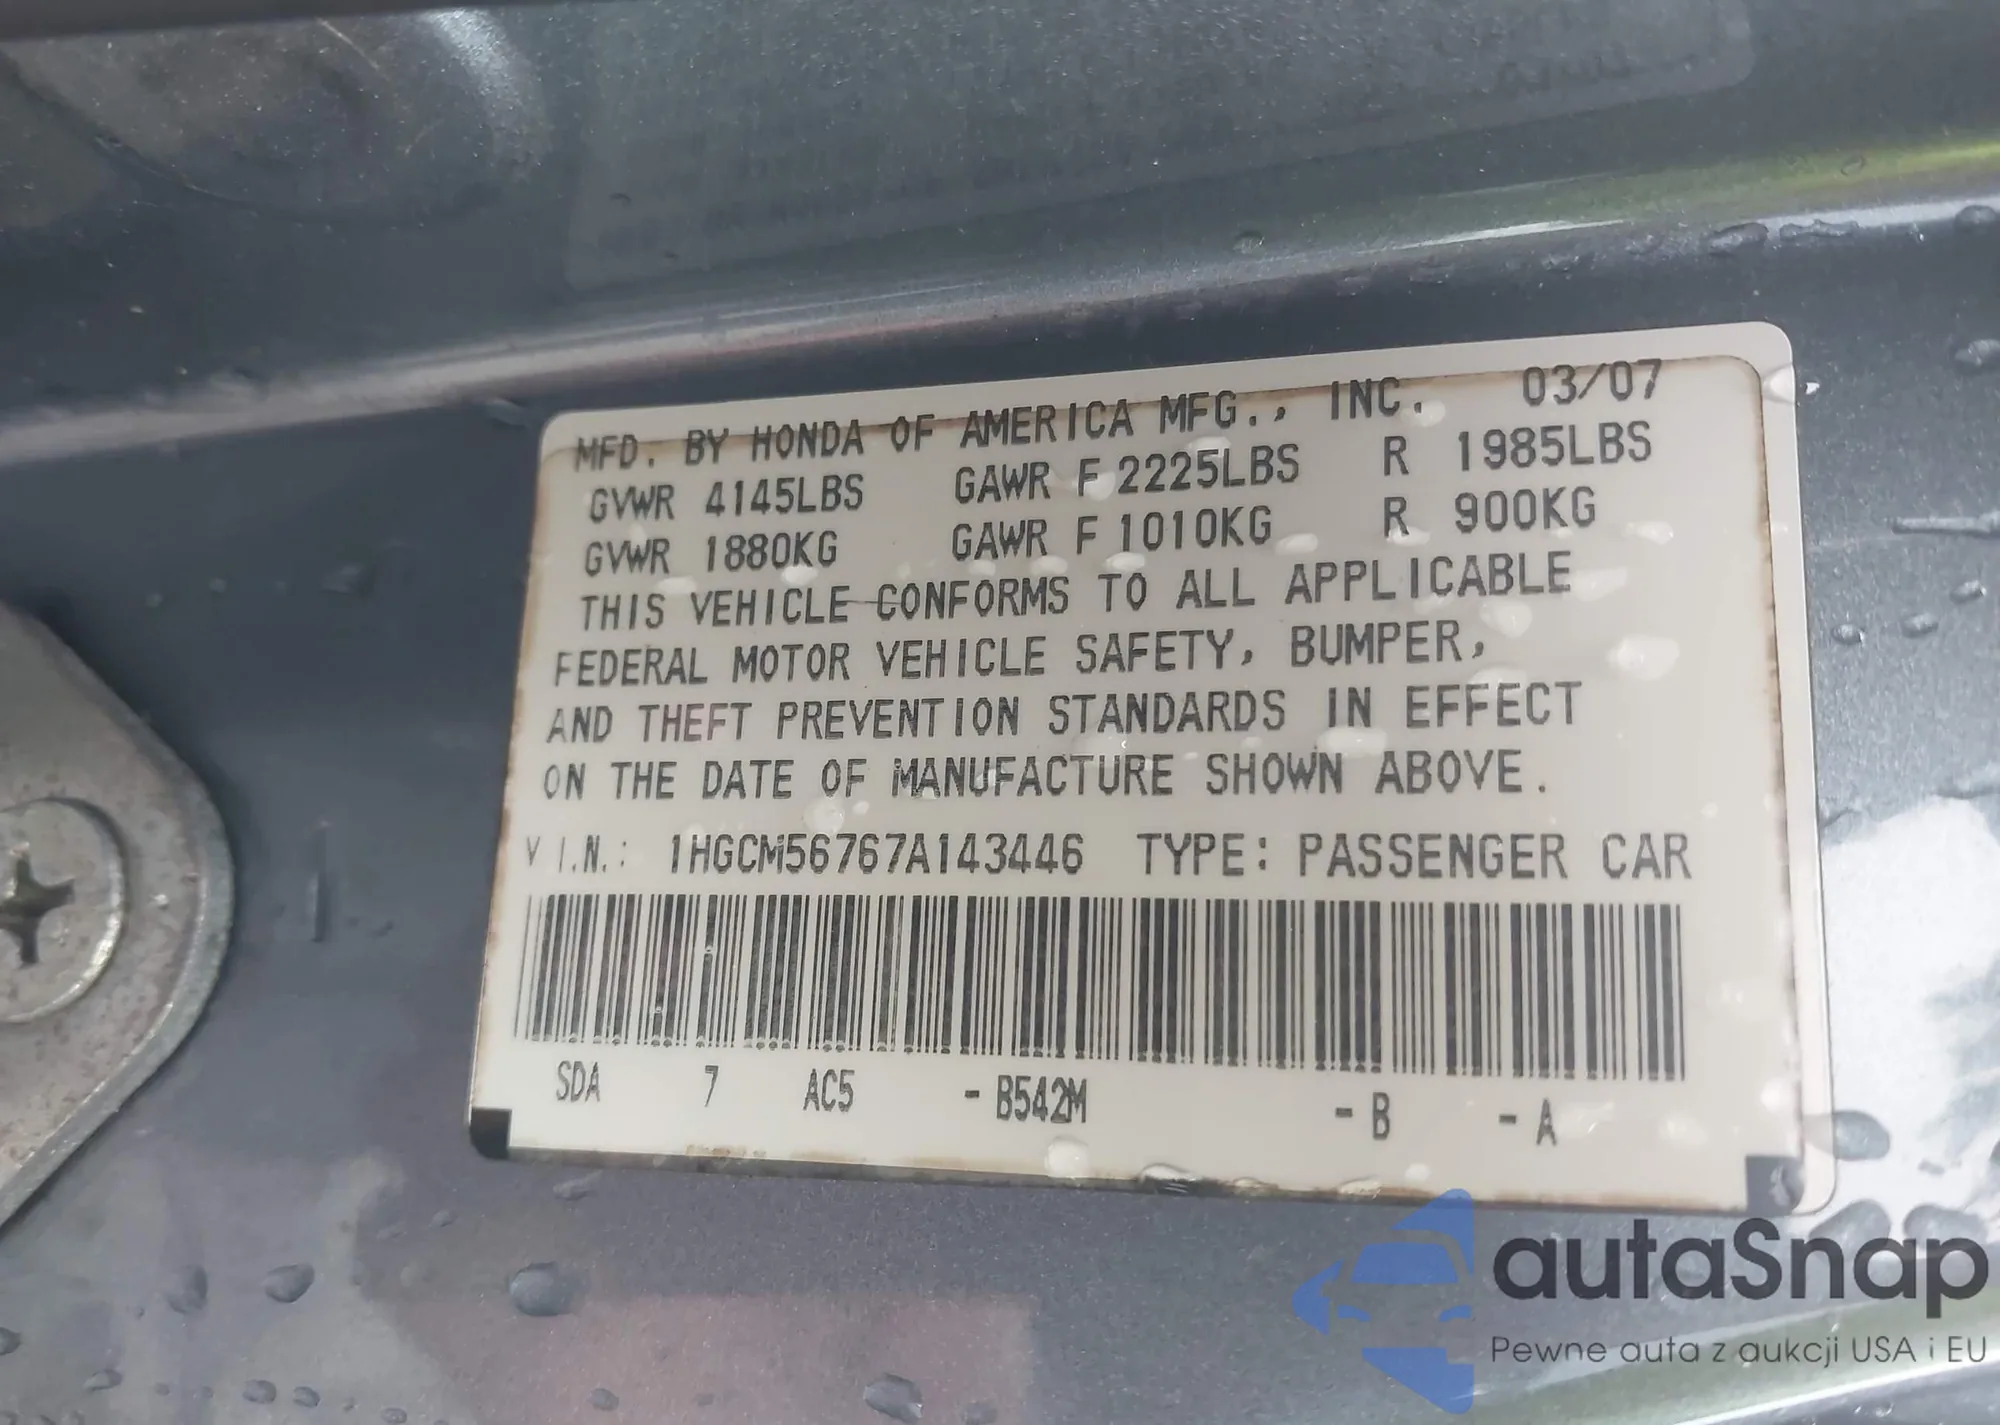 MFD. BY HONDA OF AMERICA MFG., INC. 03/07
GVWR 4145LBS GAWR F 2225LBS R 1985LBS
GVWR 1880KG GAWR F 1010KG R 900KG
THIS VEHICLE CONFORMS TO ALL APPLICABLE
FEDERAL MOTOR VEHICLE SAFETY, BUMPER,
AND THEFT PREVENTION STANDARDS IN EFFECT
ON THE DATE OF MANUFACTURE SHOWN ABOVE.
V.I.N.: 1HGCM56767A143446 TYPE: PASSENGER CAR
SDA 7 AC5 - B542M - B - A
autaSnap
Pewne auta z aukcji USA i EU